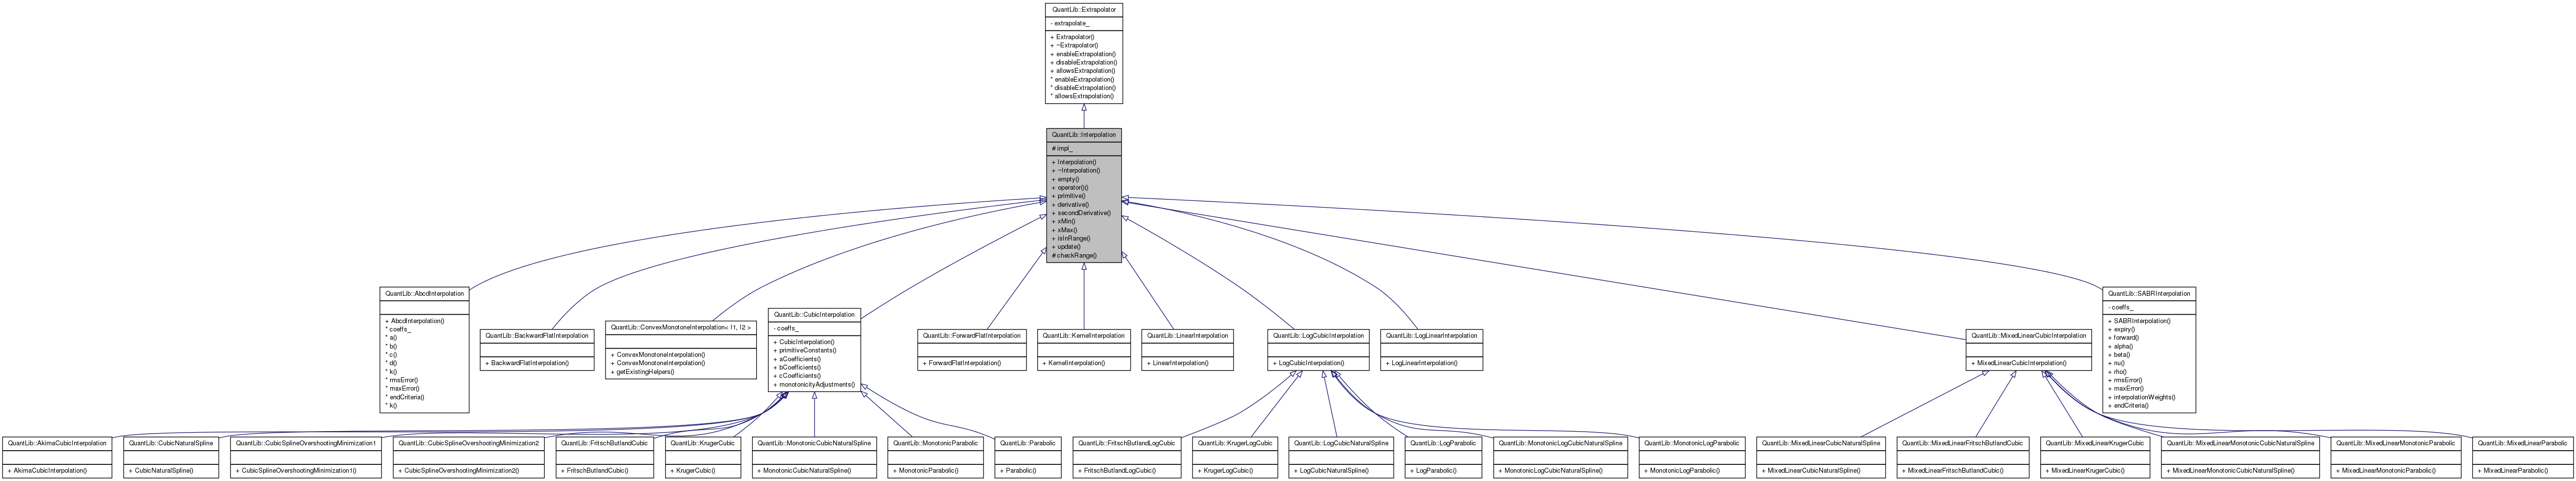 QuantLib::Extrapolator
- extrapolate_
+ Extrapolator()
+ ~Extrapolator()
+ enableExtrapolation()
+ disableExtrapolation()
+ allowsExtrapolation()
* enableExtrapolation()
* disableExtrapolation()
* allowsExtrapolation()
QuantLib::Interpolation
# impl_
+ Interpolation()
+ ~Interpolation()
+ empty()
+ operator()()
+ primitive()
+ derivative()
+ secondDerivative()
+ xMin()
+ xMax()
+ isInRange()
+ update()
# checkRange()
QuantLib::AbcdInterpolation
+ AbcdInterpolation()
* coeffs_
* a()
* b()
* c()
* d()
* k()
* rmsError()
* maxError()
* endCriteria()
* k()
QuantLib::BackwardFlatInterpolation
+ BackwardFlatInterpolation()
QuantLib::ConvexMonotoneInterpolation< I1, I2 >
+ ConvexMonotoneInterpolation()
+ ConvexMonotoneInterpolation()
+ getExistingHelpers()
QuantLib::CubicInterpolation
- coeffs_
+ CubicInterpolation()
+ primitiveConstants()
+ aCoefficients()
+ bCoefficients()
+ cCoefficients()
+ monotonicityAdjustments()
QuantLib::ForwardFlatInterpolation
+ ForwardFlatInterpolation()
QuantLib::KernelInterpolation
+ KernelInterpolation()
QuantLib::LinearInterpolation
+ LinearInterpolation()
QuantLib::LogCubicInterpolation
+ LogCubicInterpolation()
QuantLib::LogLinearInterpolation
+ LogLinearInterpolation()
QuantLib::MixedLinearCubicInterpolation
+ MixedLinearCubicInterpolation()
QuantLib::SABRInterpolation
- coeffs_
+ SABRInterpolation()
+ expiry()
+ forward()
+ alpha()
+ beta()
+ nu()
+ rho()
+ rmsError()
+ maxError()
+ interpolationWeights()
+ endCriteria()
QuantLib::AkimaCubicInterpolation
+ AkimaCubicInterpolation()
QuantLib::CubicNaturalSpline
+ CubicNaturalSpline()
QuantLib::CubicSplineOvershootingMinimization1
+ CubicSplineOvershootingMinimization1()
QuantLib::CubicSplineOvershootingMinimization2
+ CubicSplineOvershootingMinimization2()
QuantLib::FritschButlandCubic
+ FritschButlandCubic()
QuantLib::KrugerCubic
+ KrugerCubic()
QuantLib::MonotonicCubicNaturalSpline
+ MonotonicCubicNaturalSpline()
QuantLib::MonotonicParabolic
+ MonotonicParabolic()
QuantLib::Parabolic
+ Parabolic()
QuantLib::FritschButlandLogCubic
+ FritschButlandLogCubic()
QuantLib::KrugerLogCubic
+ KrugerLogCubic()
QuantLib::LogCubicNaturalSpline
+ LogCubicNaturalSpline()
QuantLib::LogParabolic
+ LogParabolic()
QuantLib::MonotonicLogCubicNaturalSpline
+ MonotonicLogCubicNaturalSpline()
QuantLib::MonotonicLogParabolic
+ MonotonicLogParabolic()
QuantLib::MixedLinearCubicNaturalSpline
+ MixedLinearCubicNaturalSpline()
QuantLib::MixedLinearFritschButlandCubic
+ MixedLinearFritschButlandCubic()
QuantLib::MixedLinearKrugerCubic
+ MixedLinearKrugerCubic()
QuantLib::MixedLinearMonotonicCubicNaturalSpline
+ MixedLinearMonotonicCubicNaturalSpline()
QuantLib::MixedLinearMonotonicParabolic
+ MixedLinearMonotonicParabolic()
QuantLib::MixedLinearParabolic
+ MixedLinearParabolic()